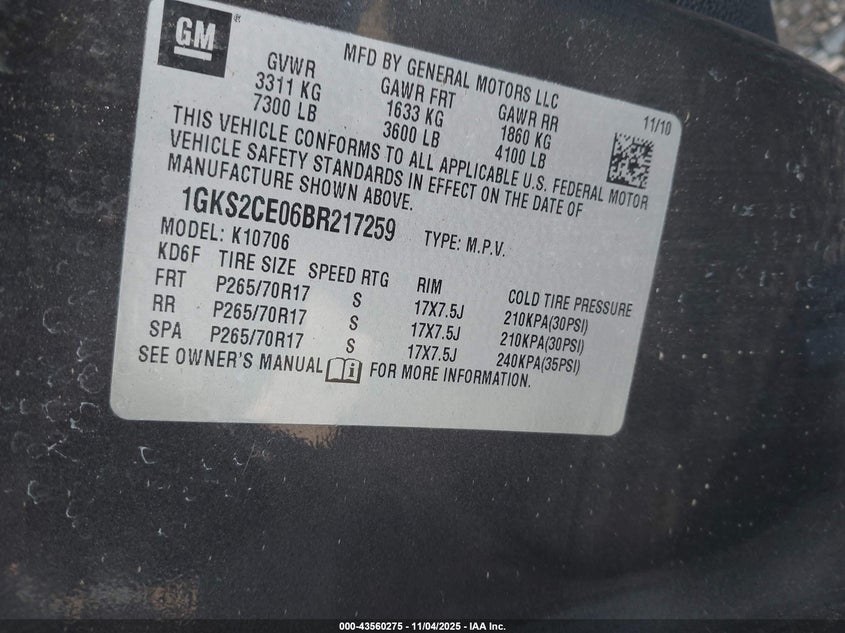 GM
MFD BY GENERAL MOTORS LLC
GVWR GAWR FRT GAWR RR 11/10
3311 KG 1633 KG 1860 KG
7300 LB 3600 LB 4100 LB
THIS VEHICLE CONFORMS TO ALL APPLICABLE U.S. FEDERAL MOTOR
VEHICLE SAFETY STANDARDS IN EFFECT ON THE DATE OF
MANUFACTURE SHOWN ABOVE.
1GKS2CE06BR217259 TYPE: M.P.V.
MODEL: K10706
KD6F TIRE SIZE SPEED RTG RIM COLD TIRE PRESSURE
FRT P265/70R17 S 17X7.5J 210KPA(30PSI)
RR P265/70R17 S 17X7.5J 210KPA(30PSI)
SPA P265/70R17 S 17X7.5J 240KPA(35PSI)
SEE OWNER'S MANUAL FOR MORE INFORMATION.
000-43560275 - 11/04/2025 - IAA Inc.